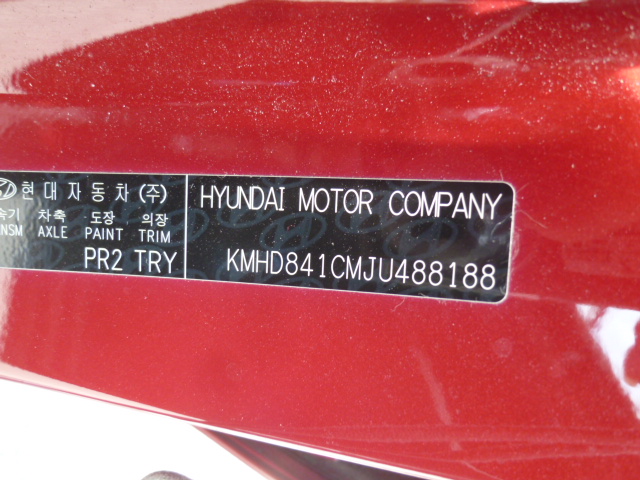 현대자동차(주) HYUNDAI MOTOR COMPANY
차축 도장 의장
AXLE PAINT TRIM
PR2 TRY KMHD841CMJU488188